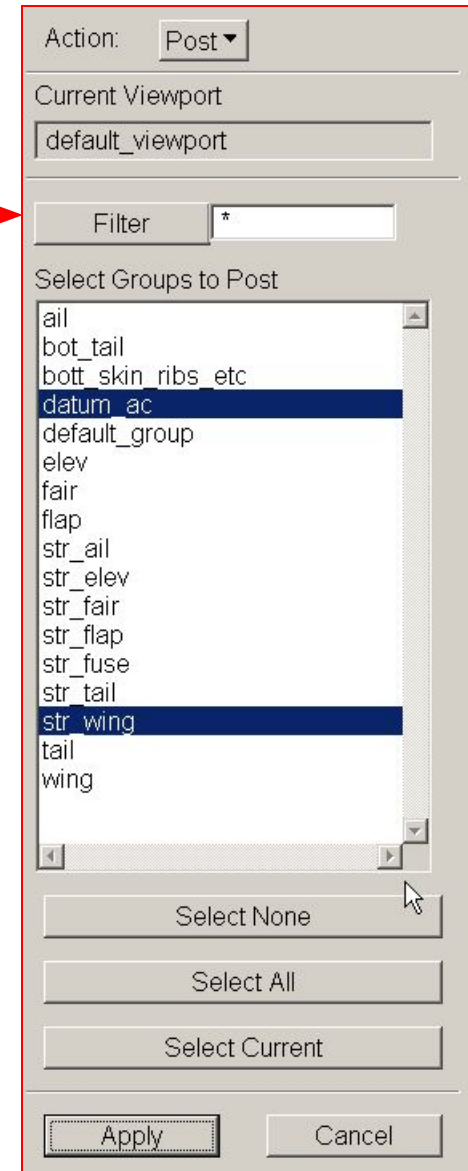 Action: Post
Current Viewport
default_viewport
Filter *
Select Groups to Post
ail
bot_tail
bott_skin_ribs_etc
datum_ac
default_group
elev
fair
flap
str_ail
str_elev
str_fair
str_flap
str_fuse
str_tail
str_wing
tail
wing
Select None
Select All
Select Current
Apply Cancel